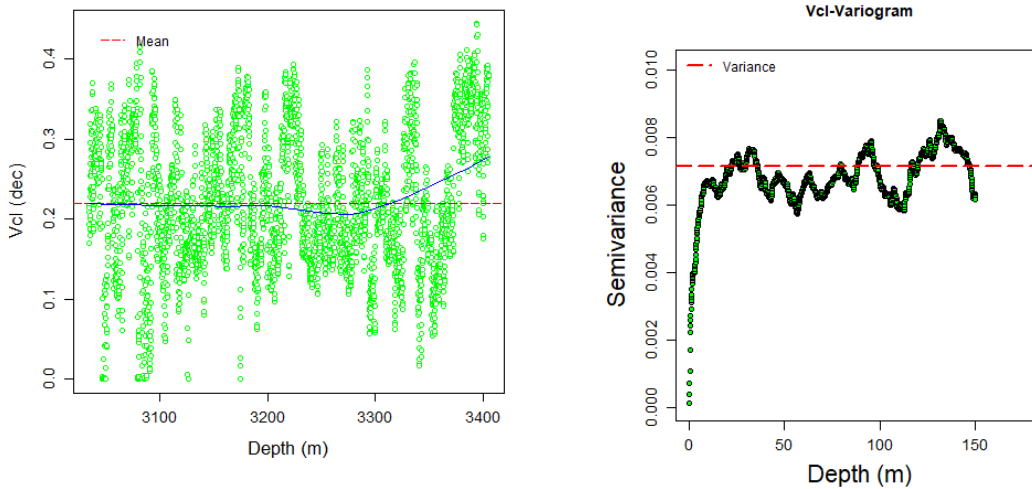 Vcl (dec)
0.0
0.1
0.2
0.3
0.4
Mean
3100
3200
3300
3400
Depth (m)
Vcl-Variogram
Semivariance
0.000
0.002
0.004
0.006
0.008
0.010
Variance
0
50
100
150
Depth (m)